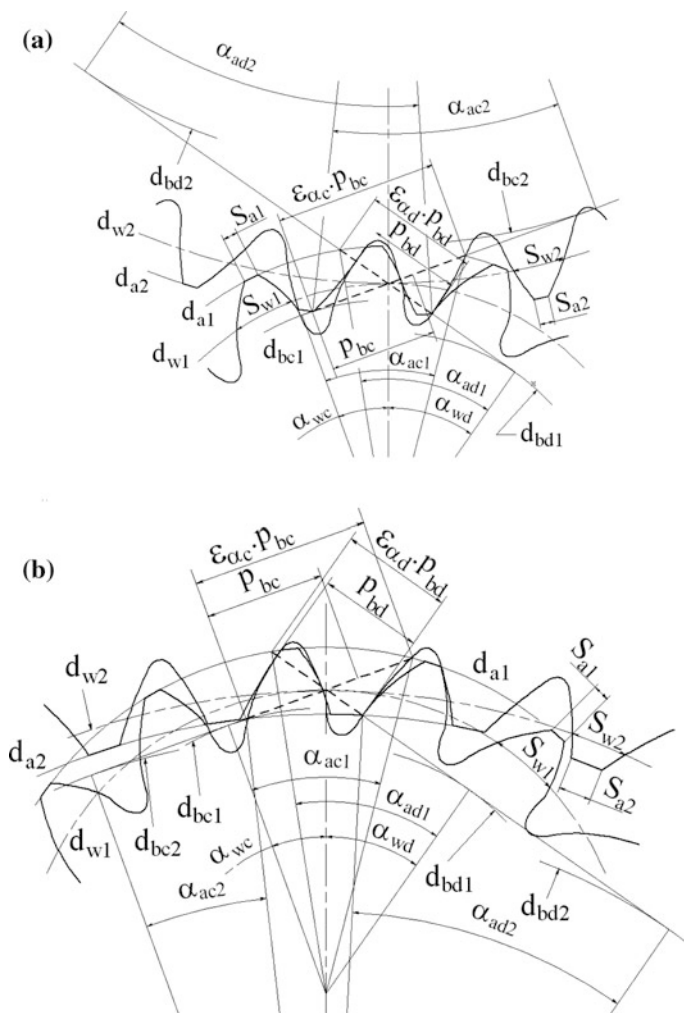 (a)
α_ad2
α_ac2
d_bd2
ε_αc·p_bc
d_bc2
S_a1
ε_αd·p_bd
p_bd
d_w2
S_w2
d_a2
d_a1
S_w1
S_a2
d_w1
d_bc1
p_bc
α_ac1
α_ad1
α_wc
α_wd
d_bd1
(b)
ε_αc·p_bc
p_bc
ε_αd·p_bd
p_bd
S_a1
d_w2
d_a1
S_w2
d_a2
α_ac1
S_w1
S_a2
d_bc1
α_ad1
d_w1
d_bc2
α_wc
α_wd
α_ac2
d_bd1
d_bd2
α_ad2